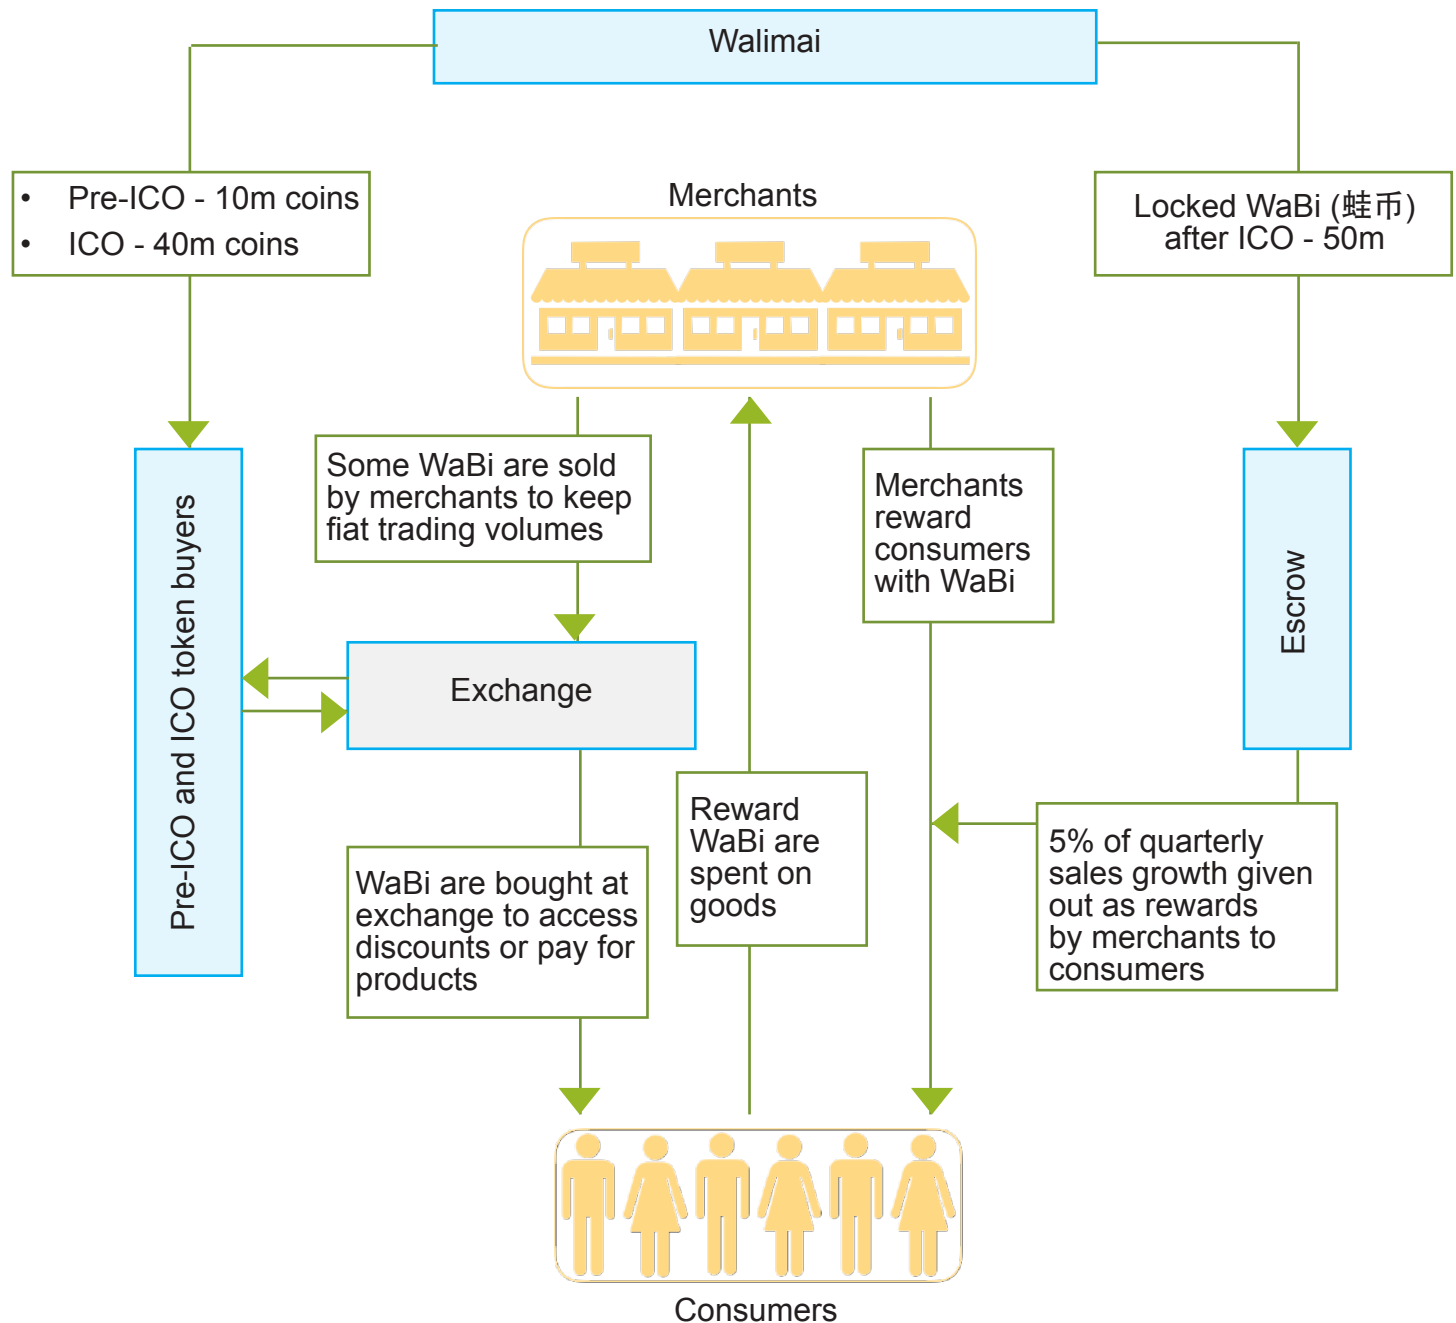 Walimai
• Pre-ICO - 10m coins
• ICO - 40m coins
Merchants
Locked WaBi (蛙币)
after ICO - 50m
Some WaBi are sold
by merchants to keep
fiat trading volumes
Merchants
reward
consumers
with WaBi
Pre-ICO and ICO token buyers
Escrow
Exchange
Reward
WaBi are
spent on
goods
5% of quarterly
sales growth given
out as rewards
by merchants to
consumers
WaBi are bought at
exchange to access
discounts or pay for
products
Consumers